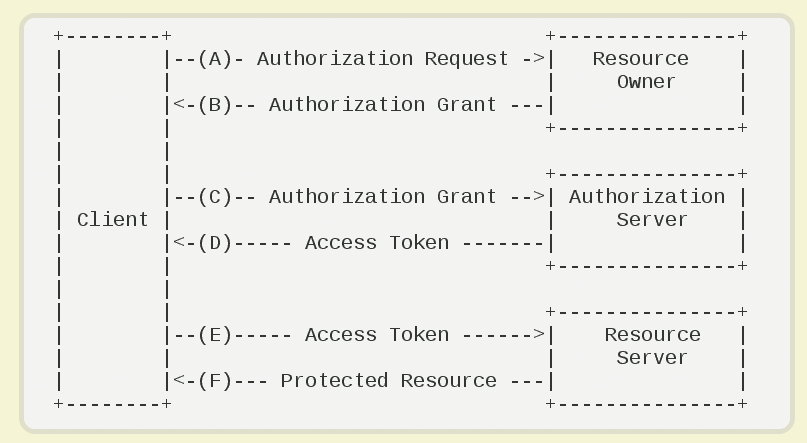 +--------+                               +---------------+
|        |--(A)- Authorization Request ->|   Resource    |
|        |                               |     Owner     |
|        |<-(B)-- Authorization Grant ---|               |
|        |                               +---------------+
|        |
|        |                               +---------------+
|        |--(C)-- Authorization Grant -->| Authorization |
| Client |                               |     Server    |
|        |<-(D)----- Access Token -------|               |
|        |                               +---------------+
|        |
|        |                               +---------------+
|        |--(E)----- Access Token ------>|    Resource   |
|        |                               |     Server    |
|        |<-(F)--- Protected Resource ---|               |
+--------+                               +---------------+